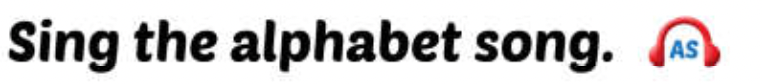 Sing the alphabet song. AS